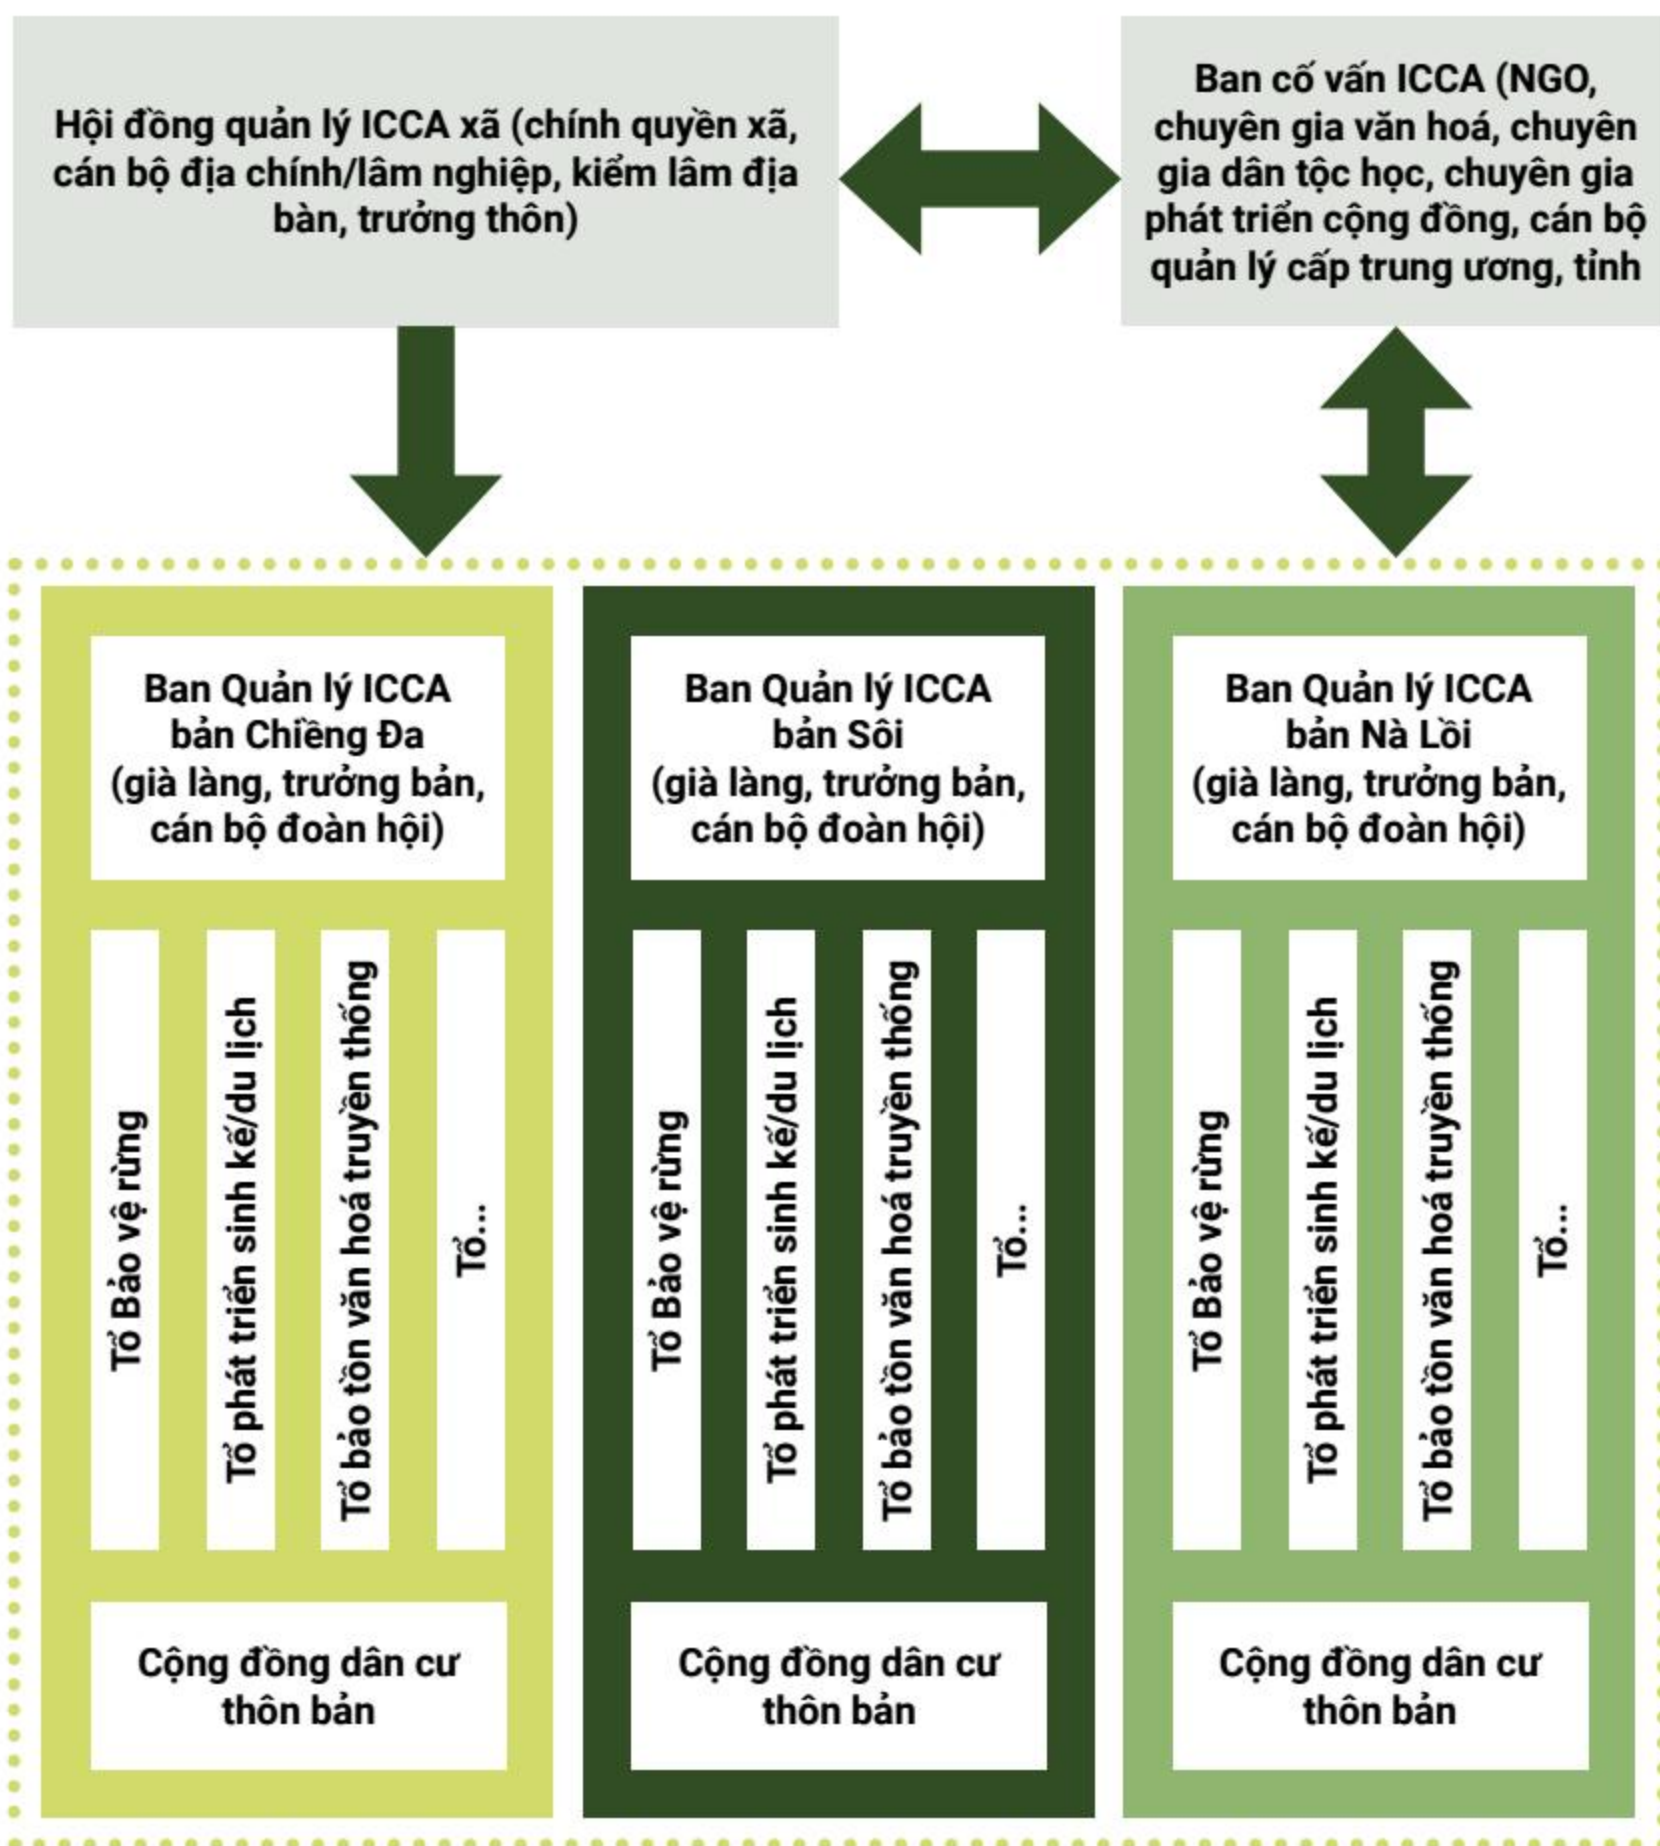 Hội đồng quản lý ICCA xã (chính quyền xã,
cán bộ địa chính/lâm nghiệp, kiểm lâm địa
bàn, trưởng thôn)
Ban cố vấn ICCA (NGO,
chuyên gia văn hoá, chuyên
gia dân tộc học, chuyên gia
phát triển cộng đồng, cán bộ
quản lý cấp trung ương, tỉnh
Ban Quản lý ICCA
bản Chiềng Đa
(già làng, trưởng bản,
cán bộ đoàn hội)
Tổ Bảo vệ rừng
Tổ phát triển sinh kế/du lịch
Tổ bảo tồn văn hoá truyền thống
Tổ...
Cộng đồng dân cư
thôn bản
Ban Quản lý ICCA
bản Sôi
(già làng, trưởng bản,
cán bộ đoàn hội)
Tổ Bảo vệ rừng
Tổ phát triển sinh kế/du lịch
Tổ bảo tồn văn hoá truyền thống
Tổ...
Cộng đồng dân cư
thôn bản
Ban Quản lý ICCA
bản Nà Lồi
(già làng, trưởng bản,
cán bộ đoàn hội)
Tổ Bảo vệ rừng
Tổ phát triển sinh kế/du lịch
Tổ bảo tồn văn hoá truyền thống
Tổ...
Cộng đồng dân cư
thôn bản